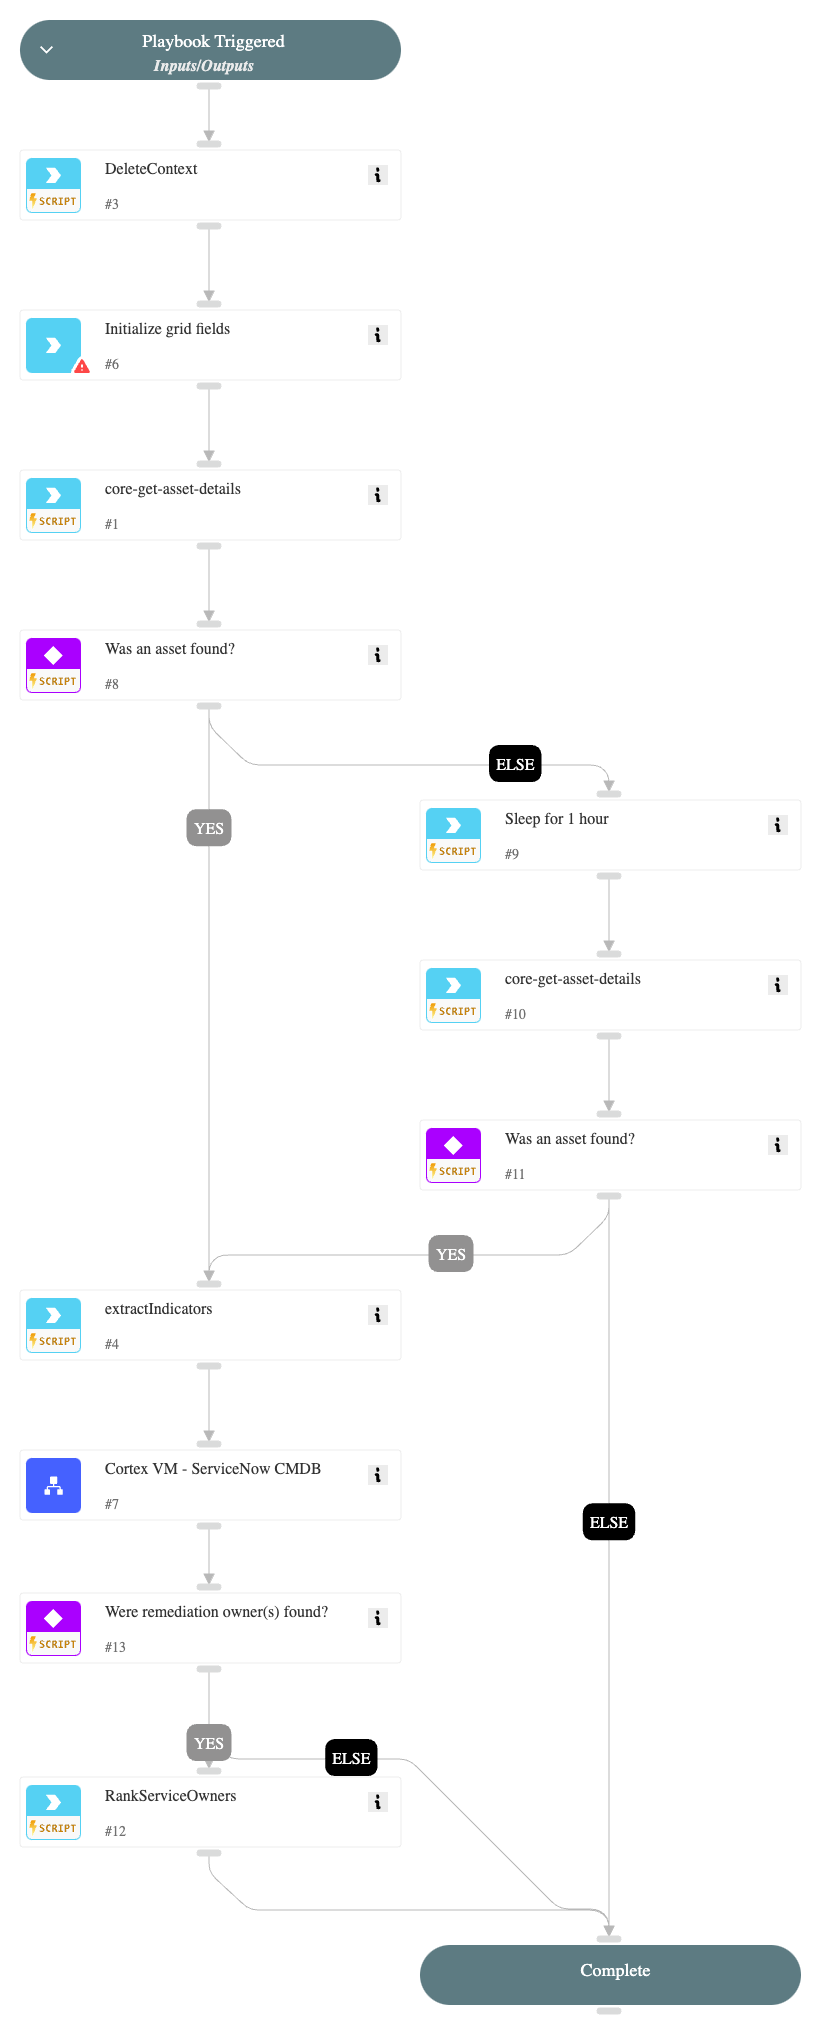 Playbook Triggered
Inputs/Outputs
DeleteContext
SCRIPT
#3
Initialize grid fields
#6
core-get-asset-details
SCRIPT
#1
Was an asset found?
SCRIPT
#8
ELSE
YES
Sleep for 1 hour
SCRIPT
#9
core-get-asset-details
SCRIPT
#10
Was an asset found?
SCRIPT
#11
YES
extractIndicators
SCRIPT
#4
Cortex VM - ServiceNow CMDB
#7
ELSE
Were remediation owner(s) found?
SCRIPT
#13
YES
ELSE
RankServiceOwners
SCRIPT
#12
Complete